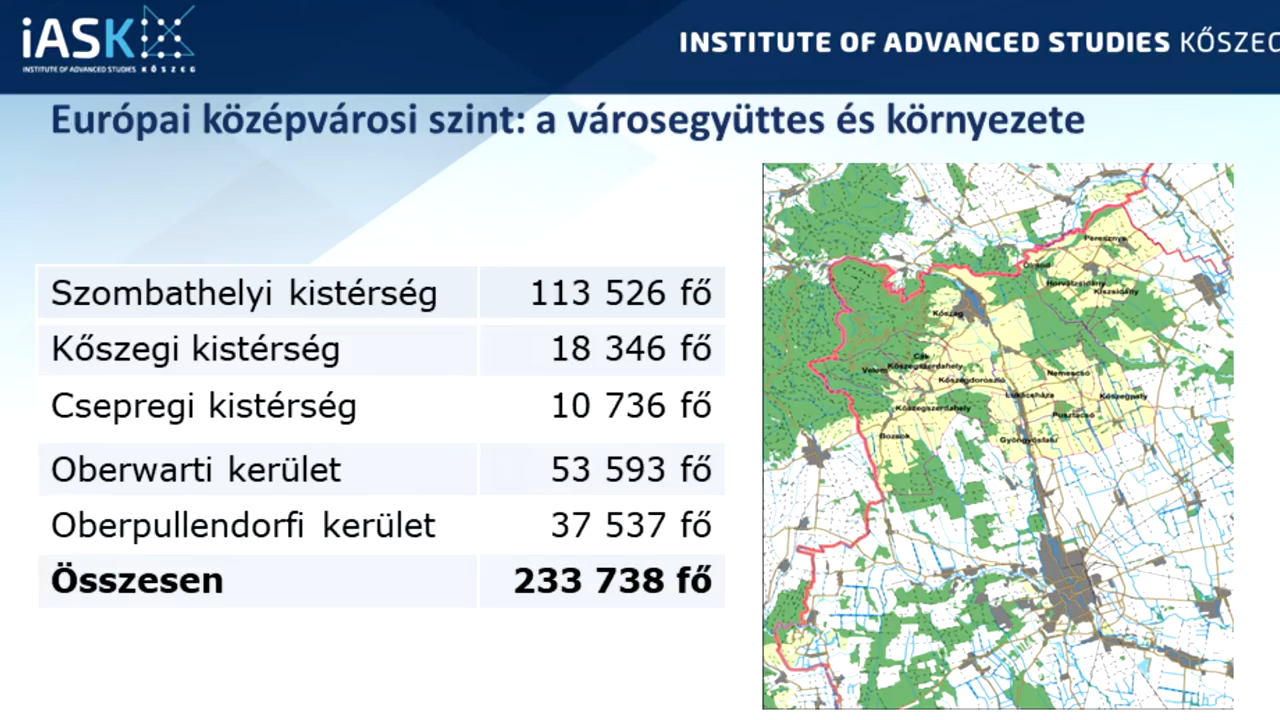 iASK
INSTITUTE OF ADVANCED STUDIES KŐSZEG
INSTITUTE OF ADVANCED STUDIES KŐSZEG
Európai középvárosi szint: a városegyüttes és környezete
Szombathelyi kistérség 113 526 fő
Kőszegi kistérség 18 346 fő
Csepregi kistérség 10 736 fő
Oberwarti kerület 53 593 fő
Oberpullendorfi kerület 37 537 fő
Összesen 233 738 fő
Peresznye
Ólmod
Horvátzsidány
Kiszsidány
Kőszeg
Cák
Velem
Kőszegszerdahely
Kőszegdoroszló
Nemescsó
Lukácsháza
Kőszegpaty
Kőszegszerdahely
Pusztacsó
Bozsok
Gyöngyösfalu